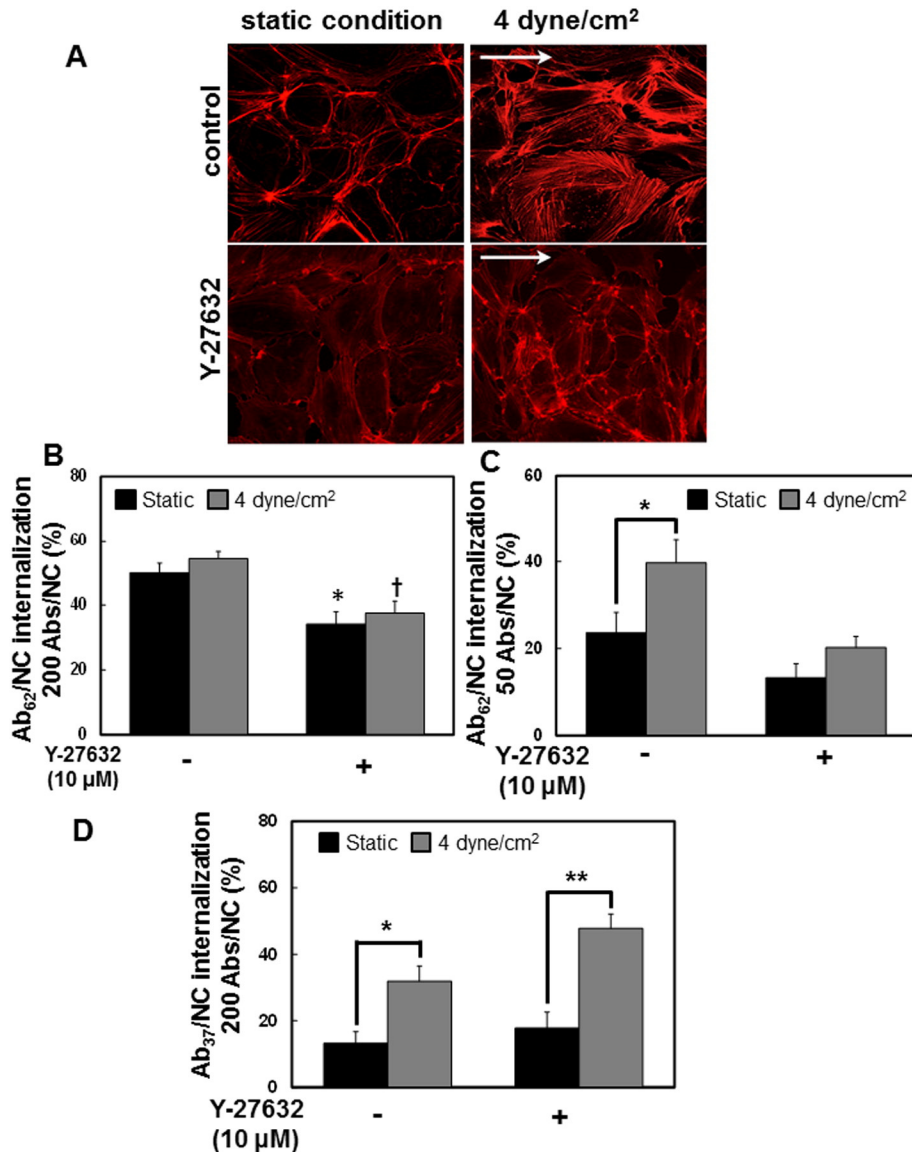 static condition 4 dyne/cm²
A
control
Y-27632
B
80
60
40
20
0
Ab₆₂/NC internalization
200 Abs/NC (%)
Static 4 dyne/cm²
*
†
Y-27632
(10 µM)
- +
C
60
40
20
0
Ab₆₂/NC internalization
50 Abs/NC (%)
Static 4 dyne/cm²
*
Y-27632
(10 µM)
- +
D
80
60
40
20
0
Ab₃₇/NC internalization
200 Abs/NC (%)
Static 4 dyne/cm²
*
**
Y-27632
(10 µM)
- +